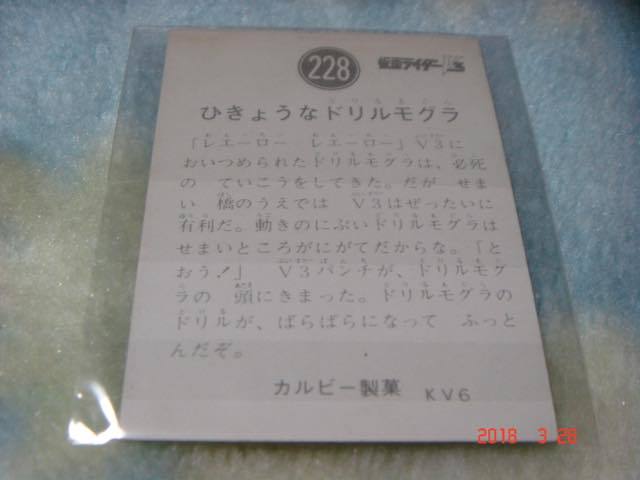 228
仮面ライダーV3
ひきょうなドリルモグラ
「レエーロー　レエーロー」V3に
おいつめられたドリルモグラは、必死
の　ていこうをしてきた。だが　せま
い　橋のうえでは　V3はぜったいに
有利だ。動きのにぶいドリルモグラは
せまいところがにがてだからな。「と
おう!」　V3パンチが、ドリルモグ
ラの　頭にきまった。ドリルモグラの
ドリルが、ばらばらになって　ふっと
んだぞ。
カルビー製菓　KV6
2018 3 28